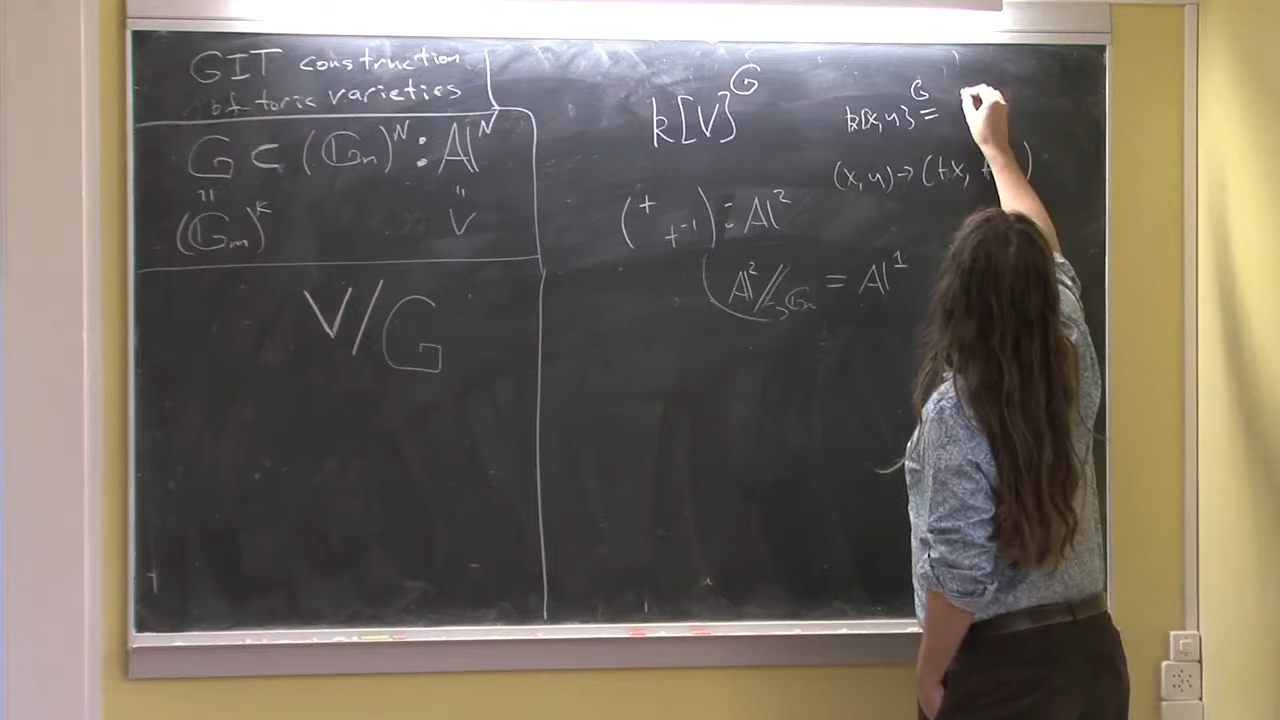 GIT construction
of toric varieties
G ⊂ (𝔾m)^N : 𝔸^N
= =
(𝔾m)^k V
V/G
k[V]^G
(t t^-1) : 𝔸^2
𝔸^2//𝔾m = 𝔸^1
k[x,y]^G =
(x,y) → (tx, t